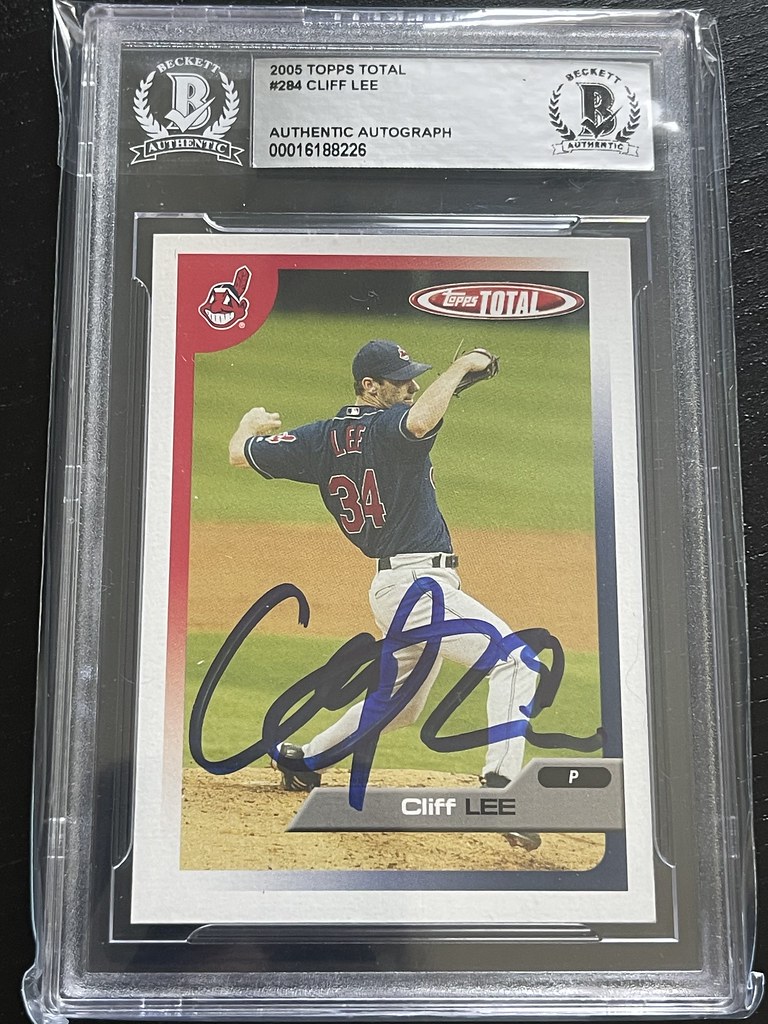 BECKETT
B
AUTHENTIC
2005 TOPPS TOTAL
#284 CLIFF LEE
AUTHENTIC AUTOGRAPH
00016188226
BECKETT
B
AUTHENTIC
Topps TOTAL
LEE
34
P
Cliff LEE